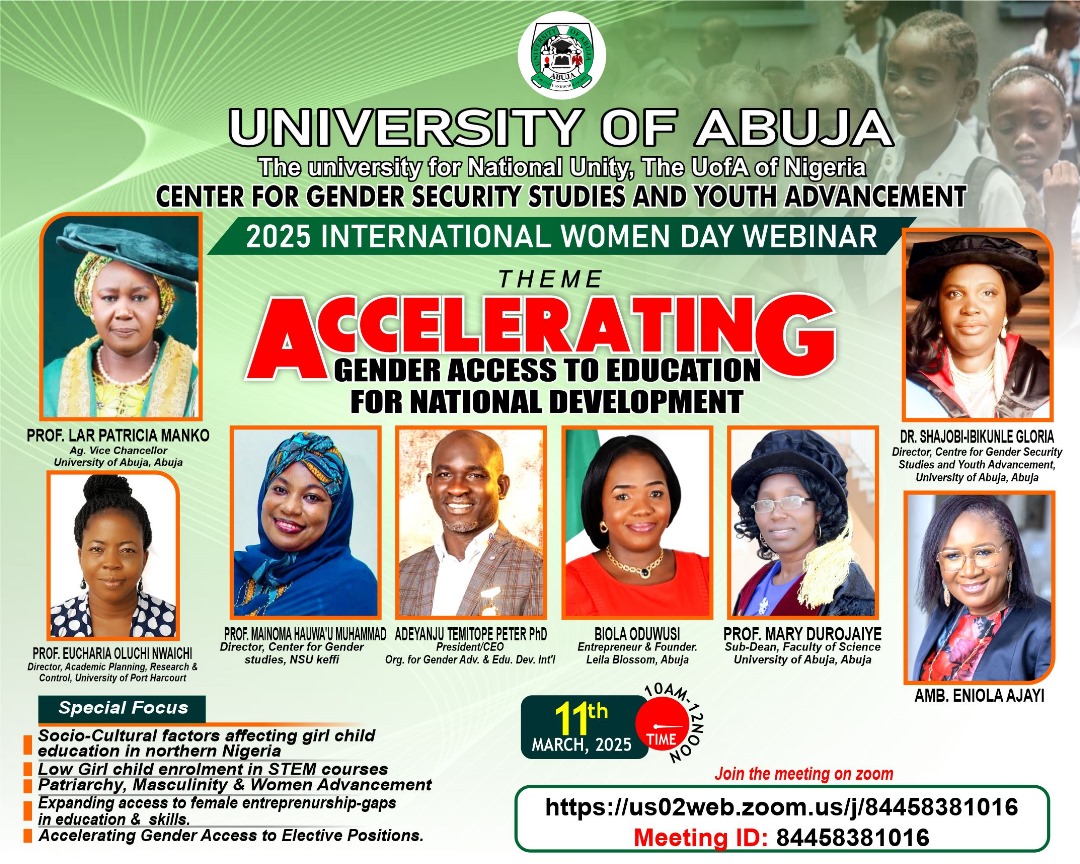 UNIVERSITY OF ABUJA
The university for National Unity, The UofA of Nigeria
CENTER FOR GENDER SECURITY STUDIES AND YOUTH ADVANCEMENT
2025 INTERNATIONAL WOMEN DAY WEBINAR
THEME
ACCELERATING
GENDER ACCESS TO EDUCATION
FOR NATIONAL DEVELOPMENT
PROF. LAR PATRICIA MANKO
Ag. Vice Chancellor
University of Abuja, Abuja
DR. SHAJOBI-IBIKUNLE GLORIA
Director, Centre for Gender Security
Studies and Youth Advancement,
University of Abuja, Abuja
PROF. EUCHARIA OLUCHI NWAICHI
Director, Academic Planning, Research &
Control, University of Port Harcourt
PROF. MAINOMA HAUWA'U MUHAMMAD
Director, Center for Gender
studies, NSU keffi
ADEYANJU TEMITOPE PETER PhD
President/CEO
Org. for Gender Adv. & Edu. Dev. Int'l
BIOLA ODUWUSI
Entrepreneur & Founder.
Leila Blossom, Abuja
PROF. MARY DUROJAIYE
Sub-Dean, Faculty of Science
University of Abuja, Abuja
AMB. ENIOLA AJAYI
Special Focus
Socio-Cultural factors affecting girl child
education in northern Nigeria
Low Girl child enrolment in STEM courses
Patriarchy, Masculinity & Women Advancement
Expanding access to female entreprenurship-gaps
in education & skills.
Accelerating Gender Access to Elective Positions.
11th
MARCH, 2025
10AM-12NOON
TIME
Join the meeting on zoom
https://us02web.zoom.us/j/84458381016
Meeting ID: 84458381016